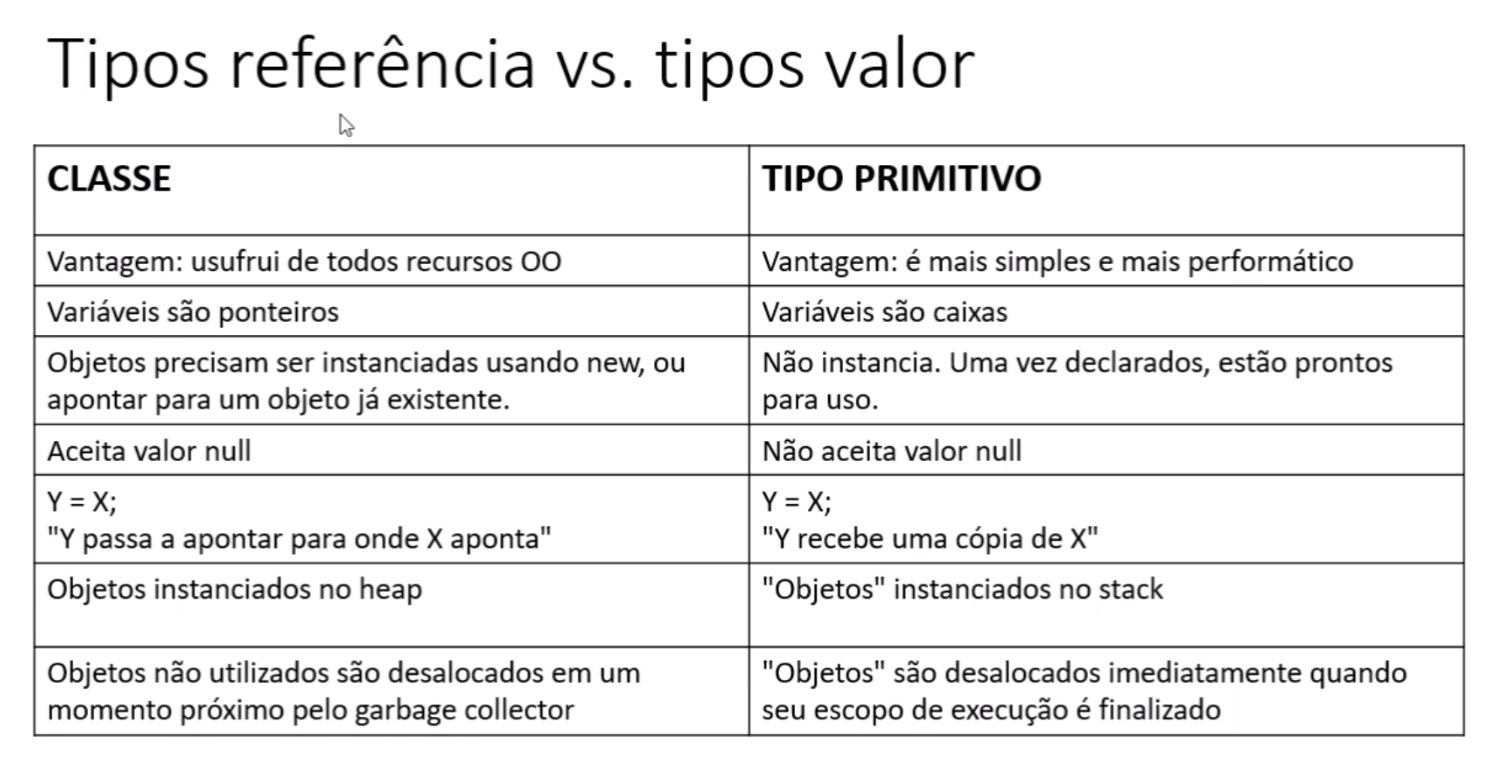 Tipos referência vs. tipos valor
CLASSE
TIPO PRIMITIVO
Vantagem: usufrui de todos recursos OO
Vantagem: é mais simples e mais performático
Variáveis são ponteiros
Variáveis são caixas
Objetos precisam ser instanciadas usando new, ou
apontar para um objeto já existente.
Não instancia. Uma vez declarados, estão prontos
para uso.
Aceita valor null
Não aceita valor null
Y = X;
"Y passa a apontar para onde X aponta"
Y = X;
"Y recebe uma cópia de X"
Objetos instanciados no heap
"Objetos" instanciados no stack
Objetos não utilizados são desalocados em um
momento próximo pelo garbage collector
"Objetos" são desalocados imediatamente quando
seu escopo de execução é finalizado